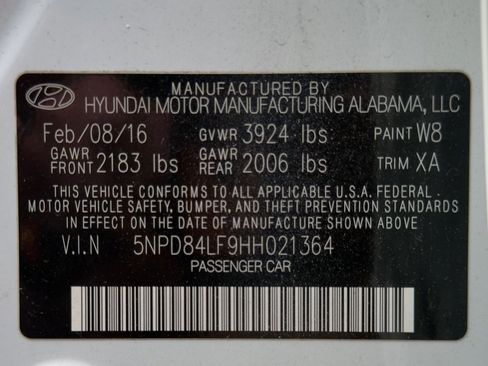 MANUFACTURED BY
HYUNDAI MOTOR MANUFACTURING ALABAMA, LLC
Feb/08/16 GVWR 3924 lbs PAINT W8
GAWR FRONT 2183 lbs GAWR REAR 2006 lbs TRIM XA
THIS VEHICLE CONFORMS TO ALL APPLICABLE U.S.A. FEDERAL
MOTOR VEHICLE SAFETY, BUMPER, AND THEFT PREVENTION STANDARDS
IN EFFECT ON THE DATE OF MANUFACTURE SHOWN ABOVE
V.I.N 5NPD84LF9HH021364
PASSENGER CAR